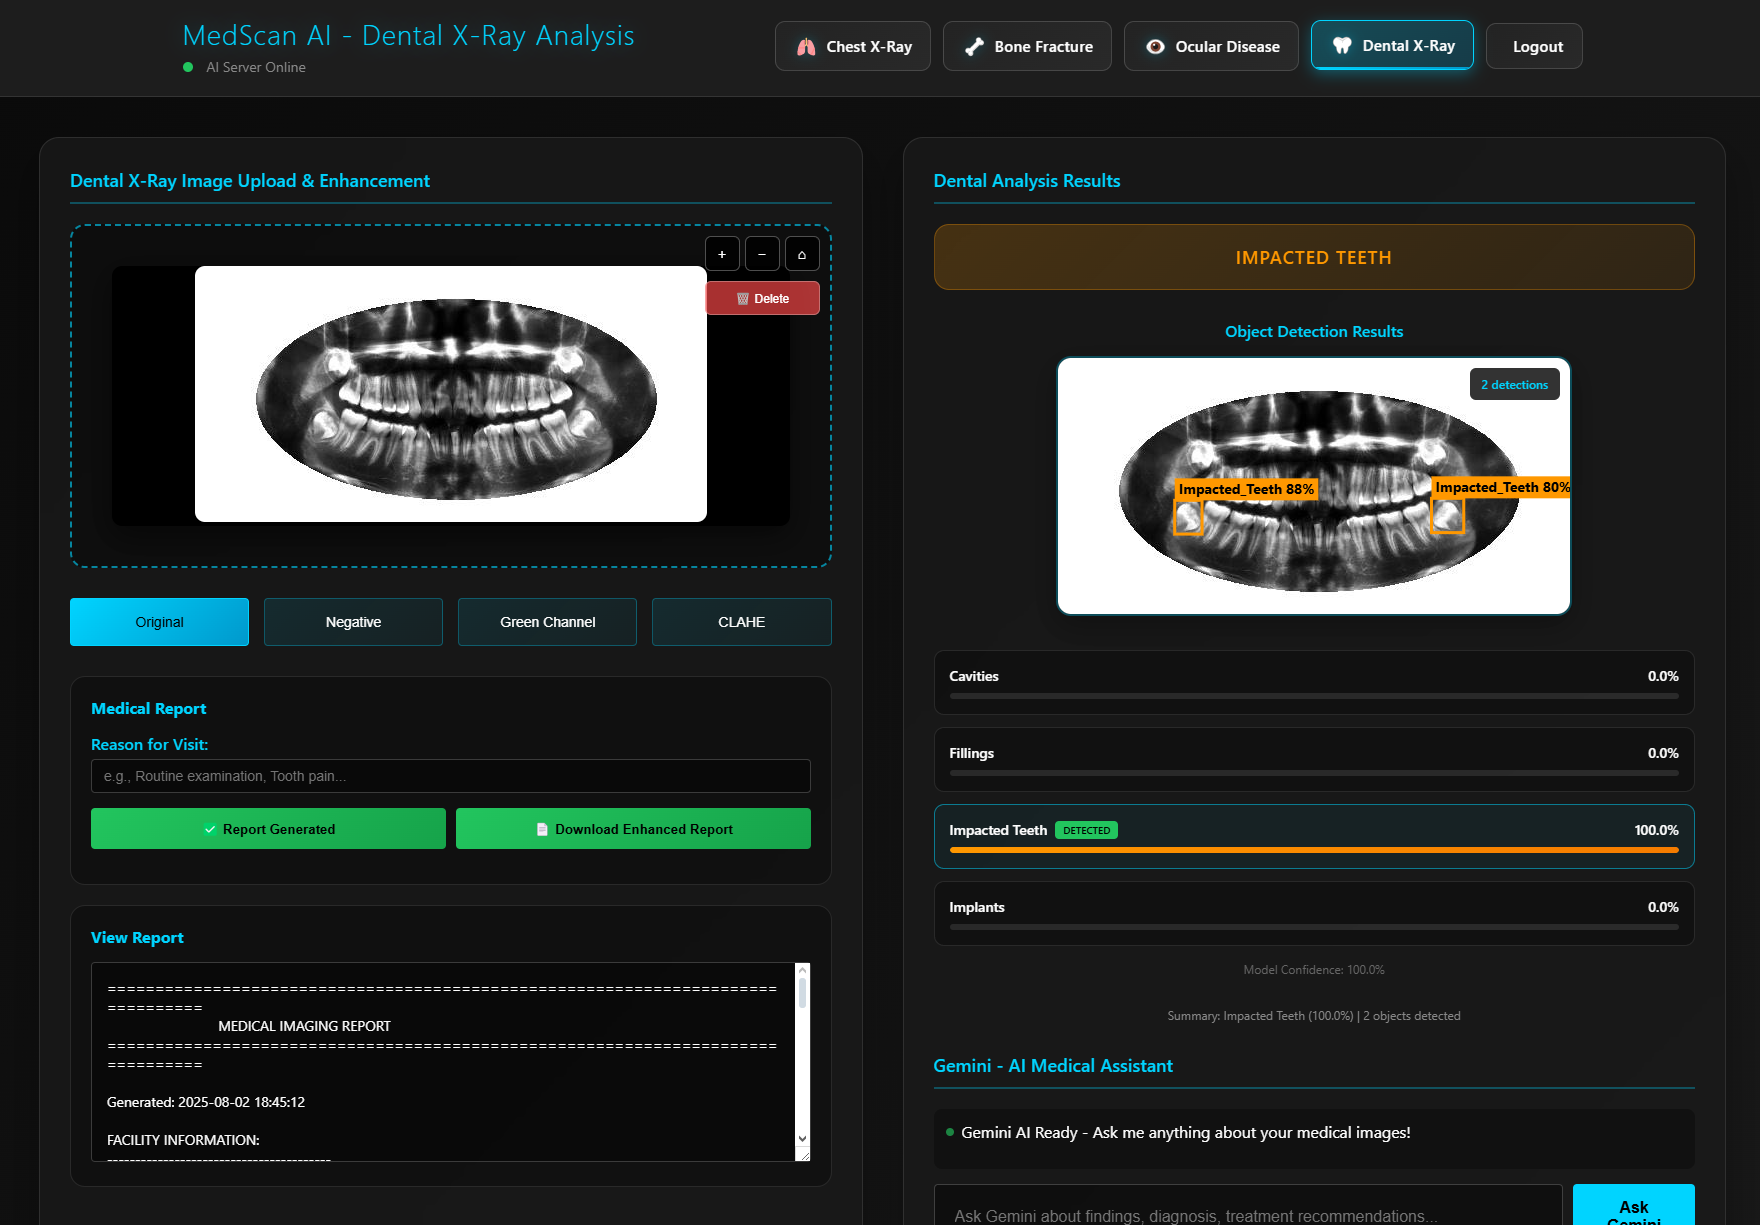 MedScan AI - Dental X-Ray Analysis
AI Server Online
Chest X-Ray
Bone Fracture
Ocular Disease
Dental X-Ray
Logout
Dental X-Ray Image Upload & Enhancement
+
−
⌂
Delete
Original
Negative
Green Channel
CLAHE
Medical Report
Reason for Visit:
e.g., Routine examination, Tooth pain...
Report Generated
Download Enhanced Report
View Report
======================================================================
==========
MEDICAL IMAGING REPORT
======================================================================
==========
Generated: 2025-08-02 18:45:12
FACILITY INFORMATION:
----------------------------------------
Dental Analysis Results
IMPACTED TEETH
Object Detection Results
2 detections
Impacted_Teeth 88%
Impacted_Teeth 80%
Cavities 0.0%
Fillings 0.0%
Impacted Teeth DETECTED 100.0%
Implants 0.0%
Model Confidence: 100.0%
Summary: Impacted Teeth (100.0%) | 2 objects detected
Gemini - AI Medical Assistant
Gemini AI Ready - Ask me anything about your medical images!
Ask Gemini about findings, diagnosis, treatment recommendations...
Ask
Gemini